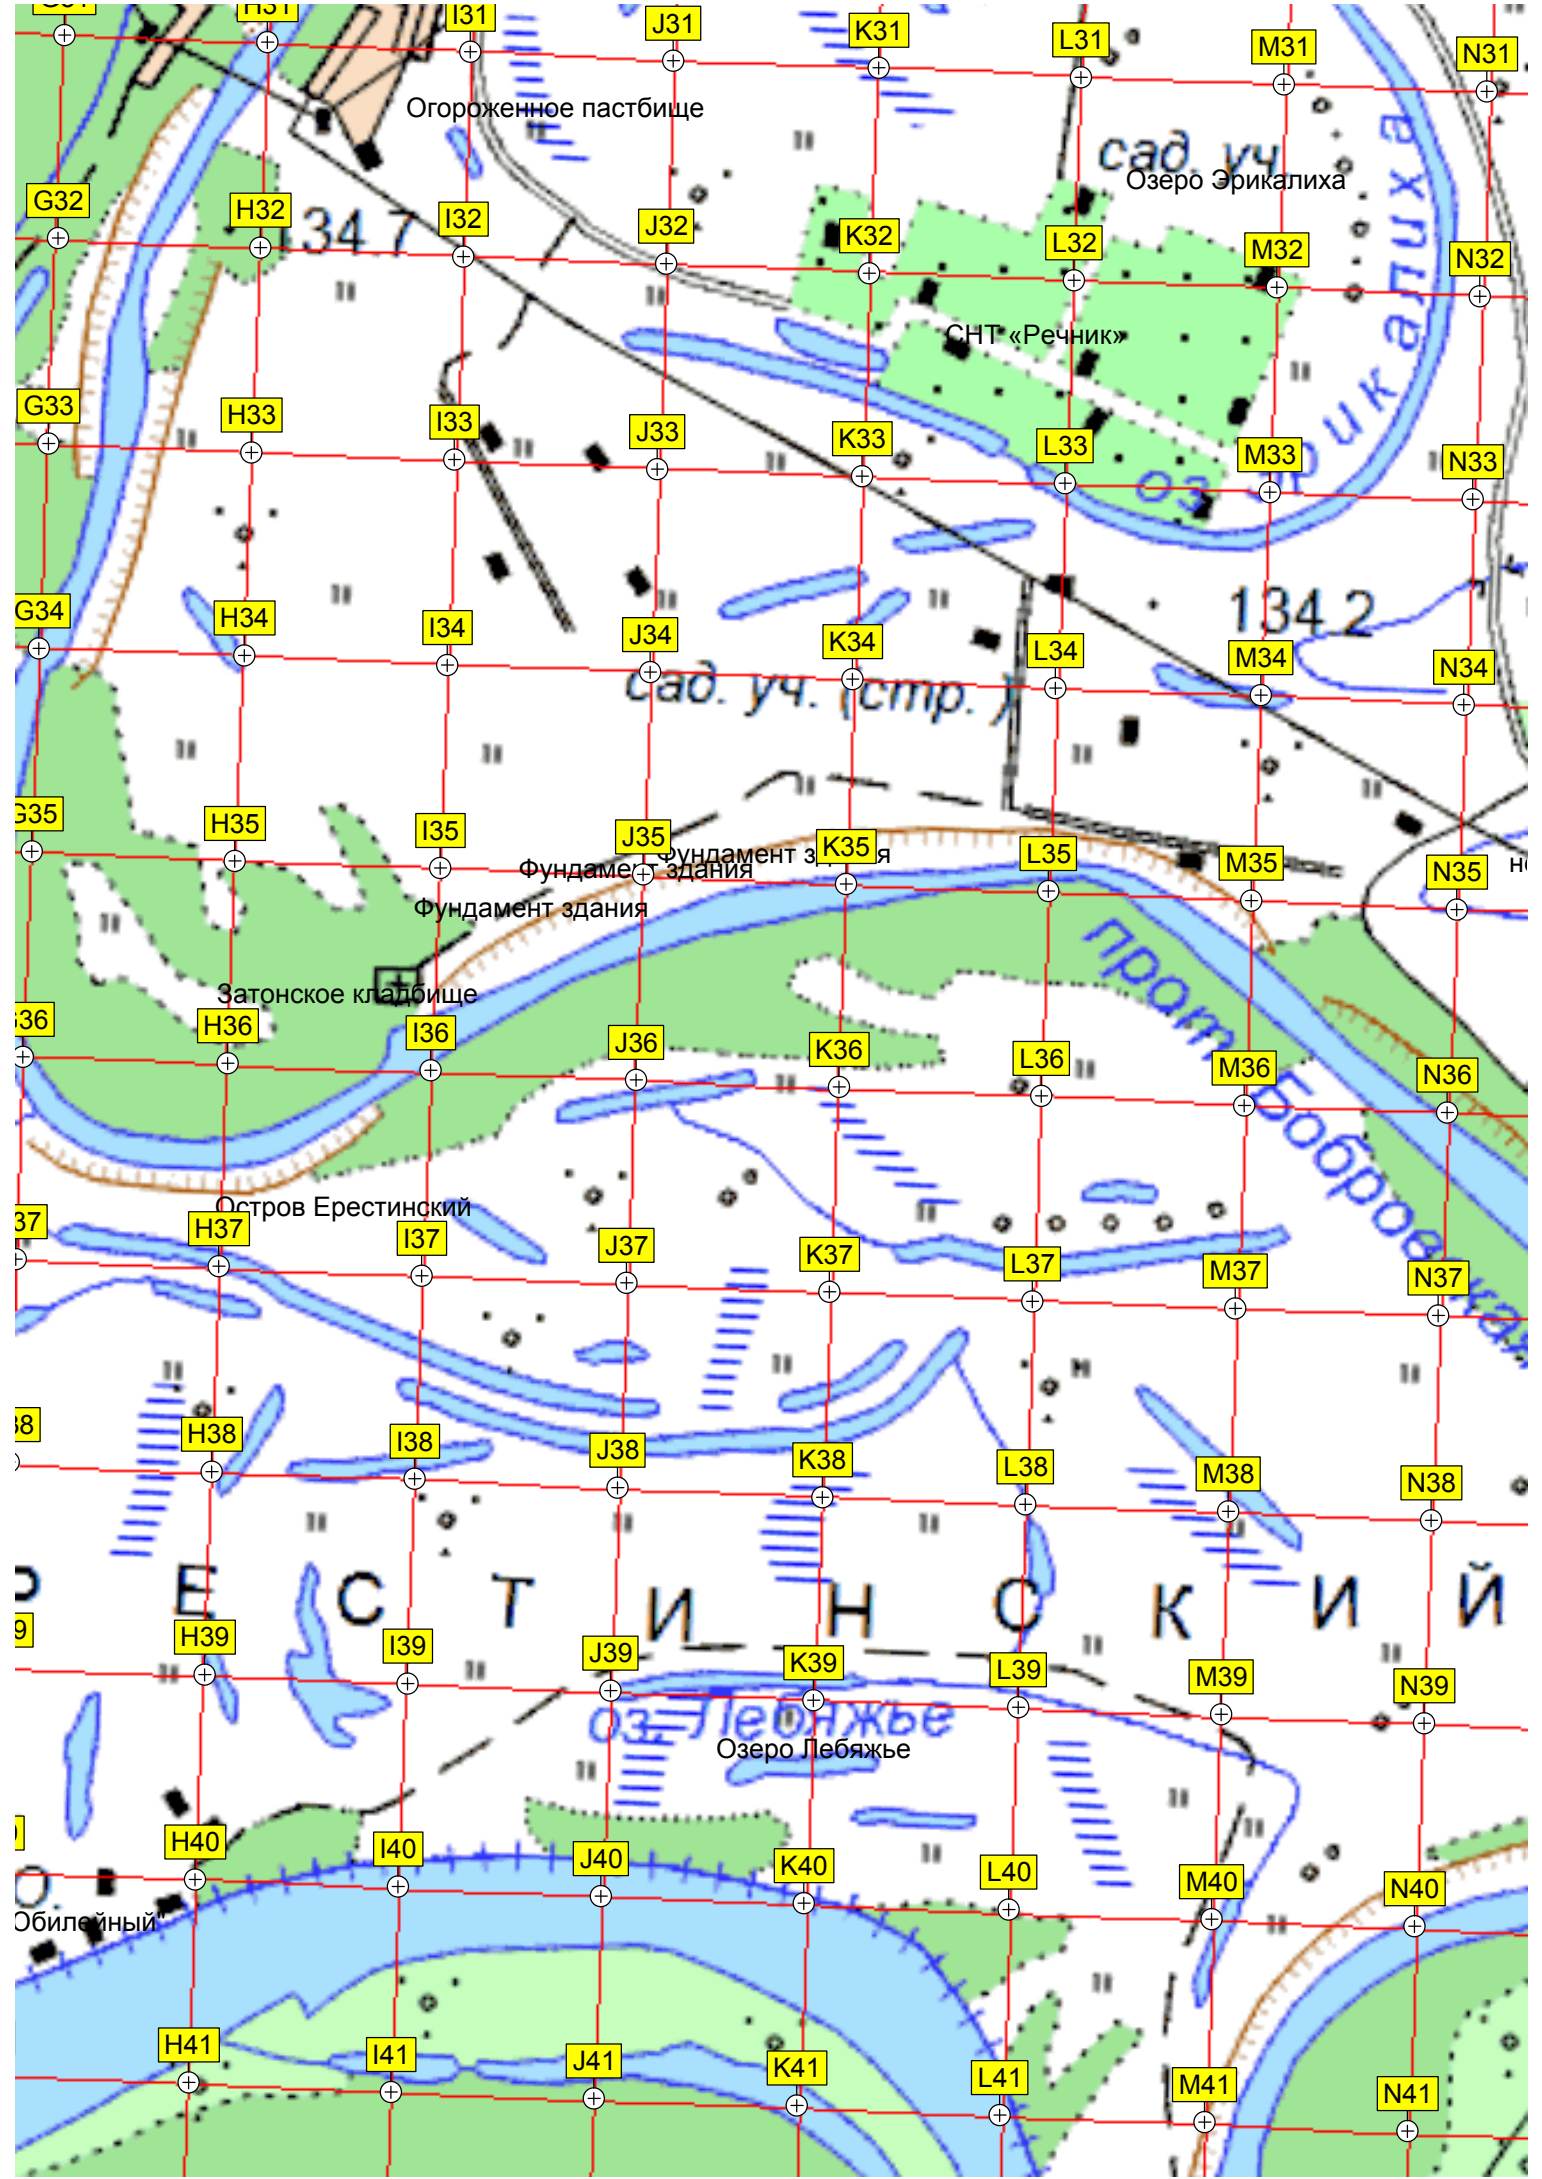 H31
I31
J31
K31
L31
M31
N31
Огороженное пастбище
сад. уч.
Озеро Эрикалиха
G32
H32
34.7
I32
J32
K32
L32
M32
N32
СНТ «Речник»
G33
H33
I33
J33
K33
L33
M33
N33
G34
H34
I34
J34
K34
L34
134.2
M34
N34
сад. уч. (стр. )
G35
H35
I35
J35
K35
L35
M35
N35
Фундамент здания
Фундамент здания
Фундамент здания
Затонское кладбище
прот. Бобровская
H36
I36
J36
K36
L36
M36
N36
Остров Ерестинский
37
H37
I37
J37
K37
L37
M37
N37
H38
I38
J38
K38
L38
M38
N38
Р Е С Т И Н С К И Й
H39
I39
J39
K39
L39
M39
N39
оз. Лебяжье
Озеро Лебяжье
H40
I40
J40
K40
L40
M40
N40
О.
Юбилейный"
H41
I41
J41
K41
L41
M41
N41